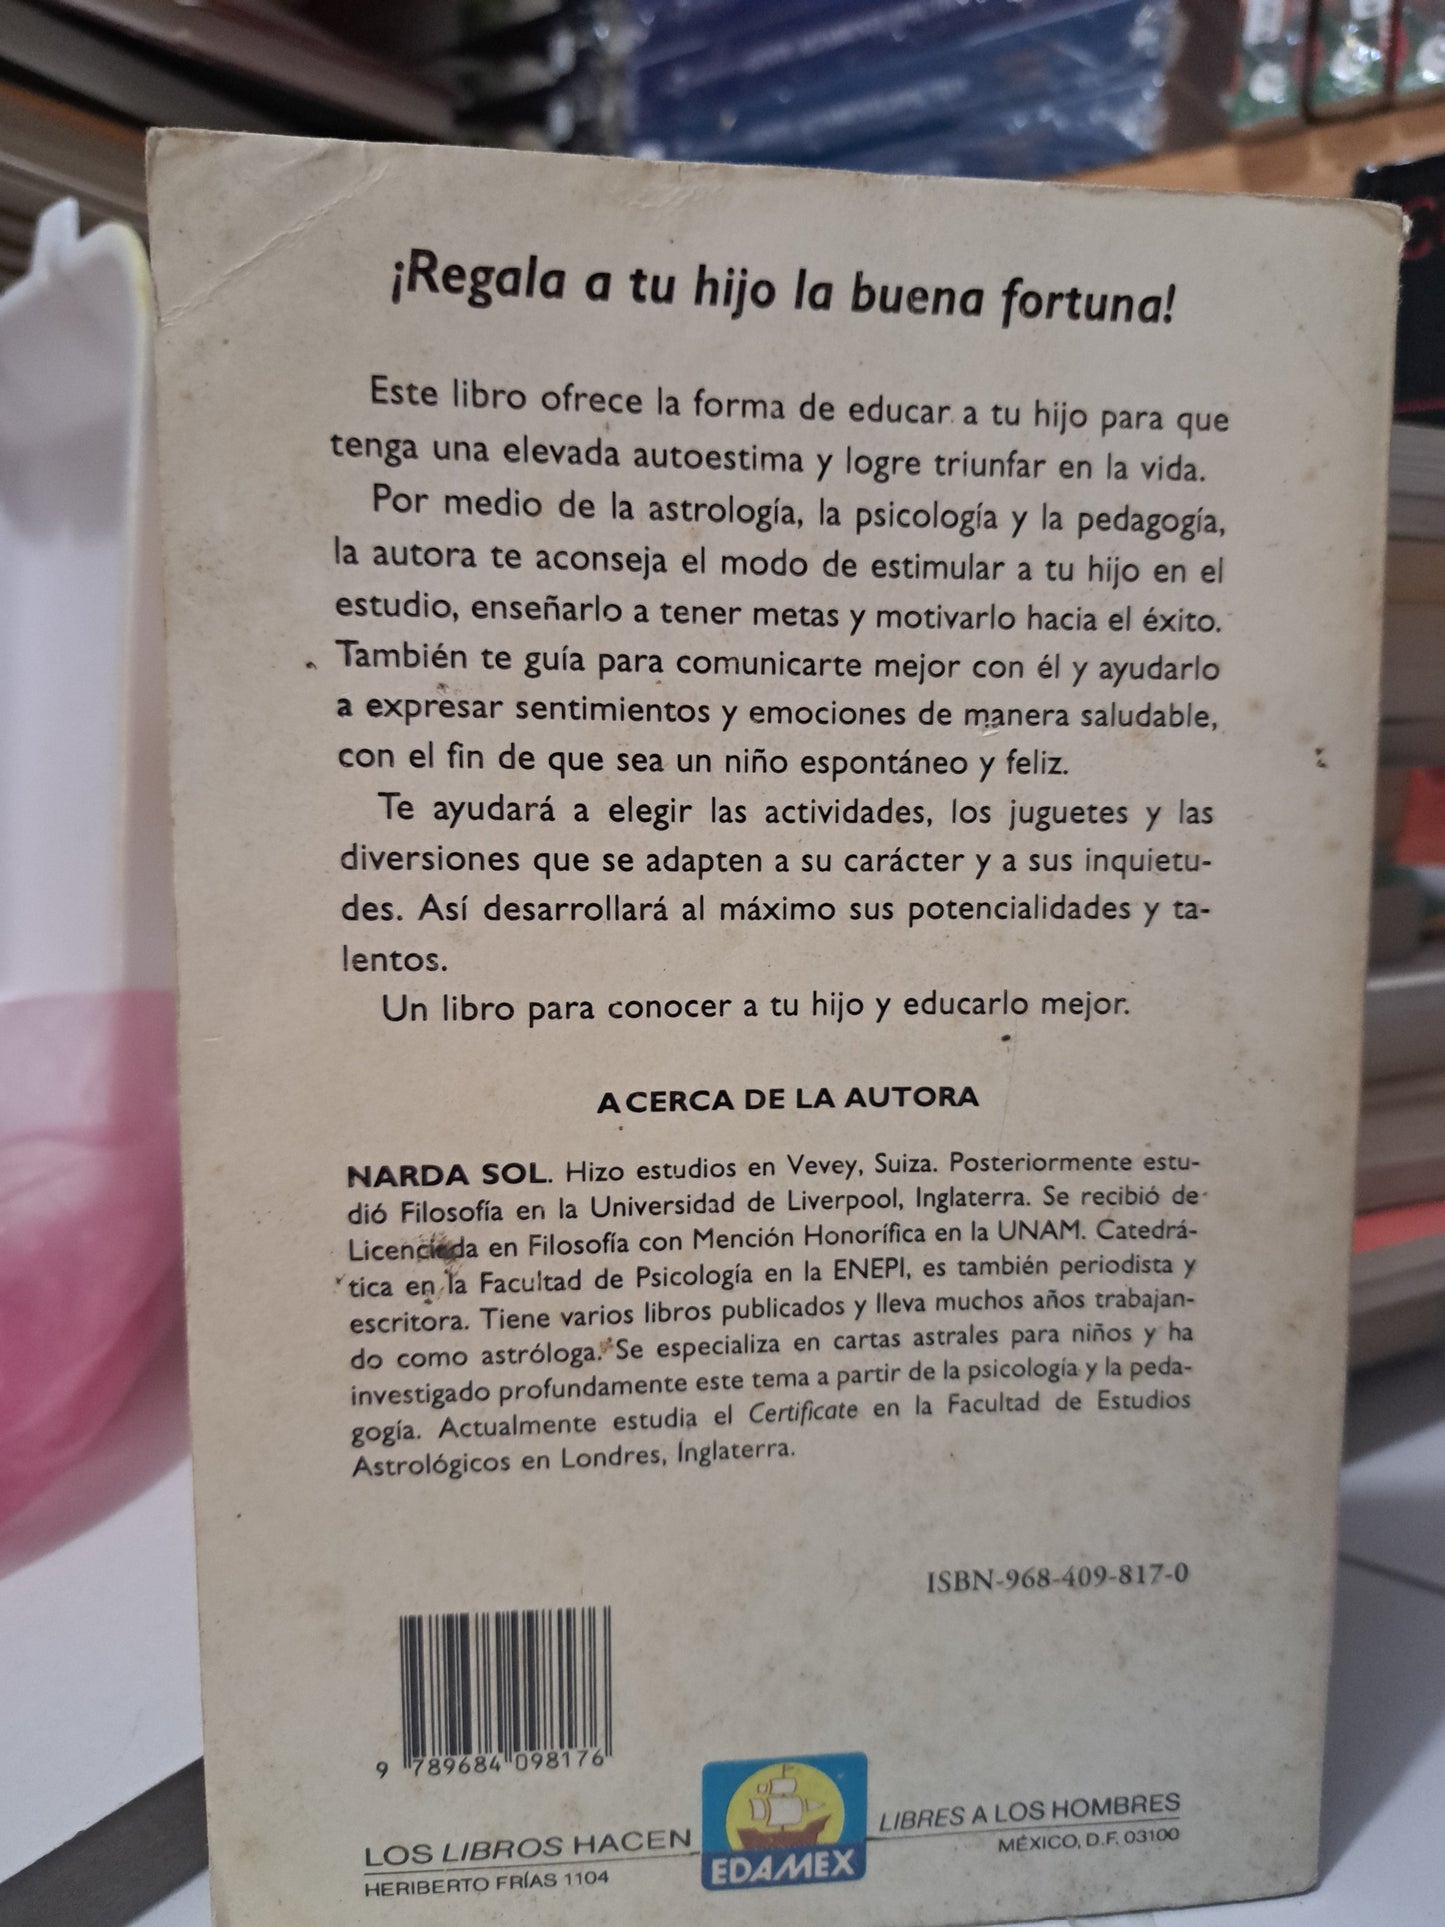 ¡Regala a tu hijo la buena fortuna!
Este libro ofrece la forma de educar a tu hijo para que
tenga una elevada autoestima y logre triunfar en la vida.
Por medio de la astrología, la psicología y la pedagogía,
la autora te aconseja el modo de estimular a tu hijo en el
estudio, enseñarlo a tener metas y motivarlo hacia el éxito.
También te guía para comunicarte mejor con él y ayudarlo
a expresar sentimientos y emociones de manera saludable,
con el fin de que sea un niño espontáneo y feliz.
Te ayudará a elegir las actividades, los juguetes y las
diversiones que se adapten a su carácter y a sus inquietu-
des. Así desarrollará al máximo sus potencialidades y ta-
lentos.
Un libro para conocer a tu hijo y educarlo mejor.
ACERCA DE LA AUTORA
NARDA SOL. Hizo estudios en Vevey, Suiza. Posteriormente estu-
dió Filosofía en la Universidad de Liverpool, Inglaterra. Se recibió de
Licenciada en Filosofía con Mención Honorífica en la UNAM. Catedrá-
tica en la Facultad de Psicología en la ENEPI, es también periodista y
escritora. Tiene varios libros publicados y lleva muchos años trabajan-
do como astróloga. Se especializa en cartas astrales para niños y ha
investigado profundamente este tema a partir de la psicología y la peda-
gogía. Actualmente estudia el Certificate en la Facultad de Estudios
Astrológicos en Londres, Inglaterra.
ISBN-968-409-817-0
9 789684 098176
LOS LIBROS HACEN
HERIBERTO FRÍAS 1104
EDAMEX
LIBRES A LOS HOMBRES
MÉXICO, D.F. 03100